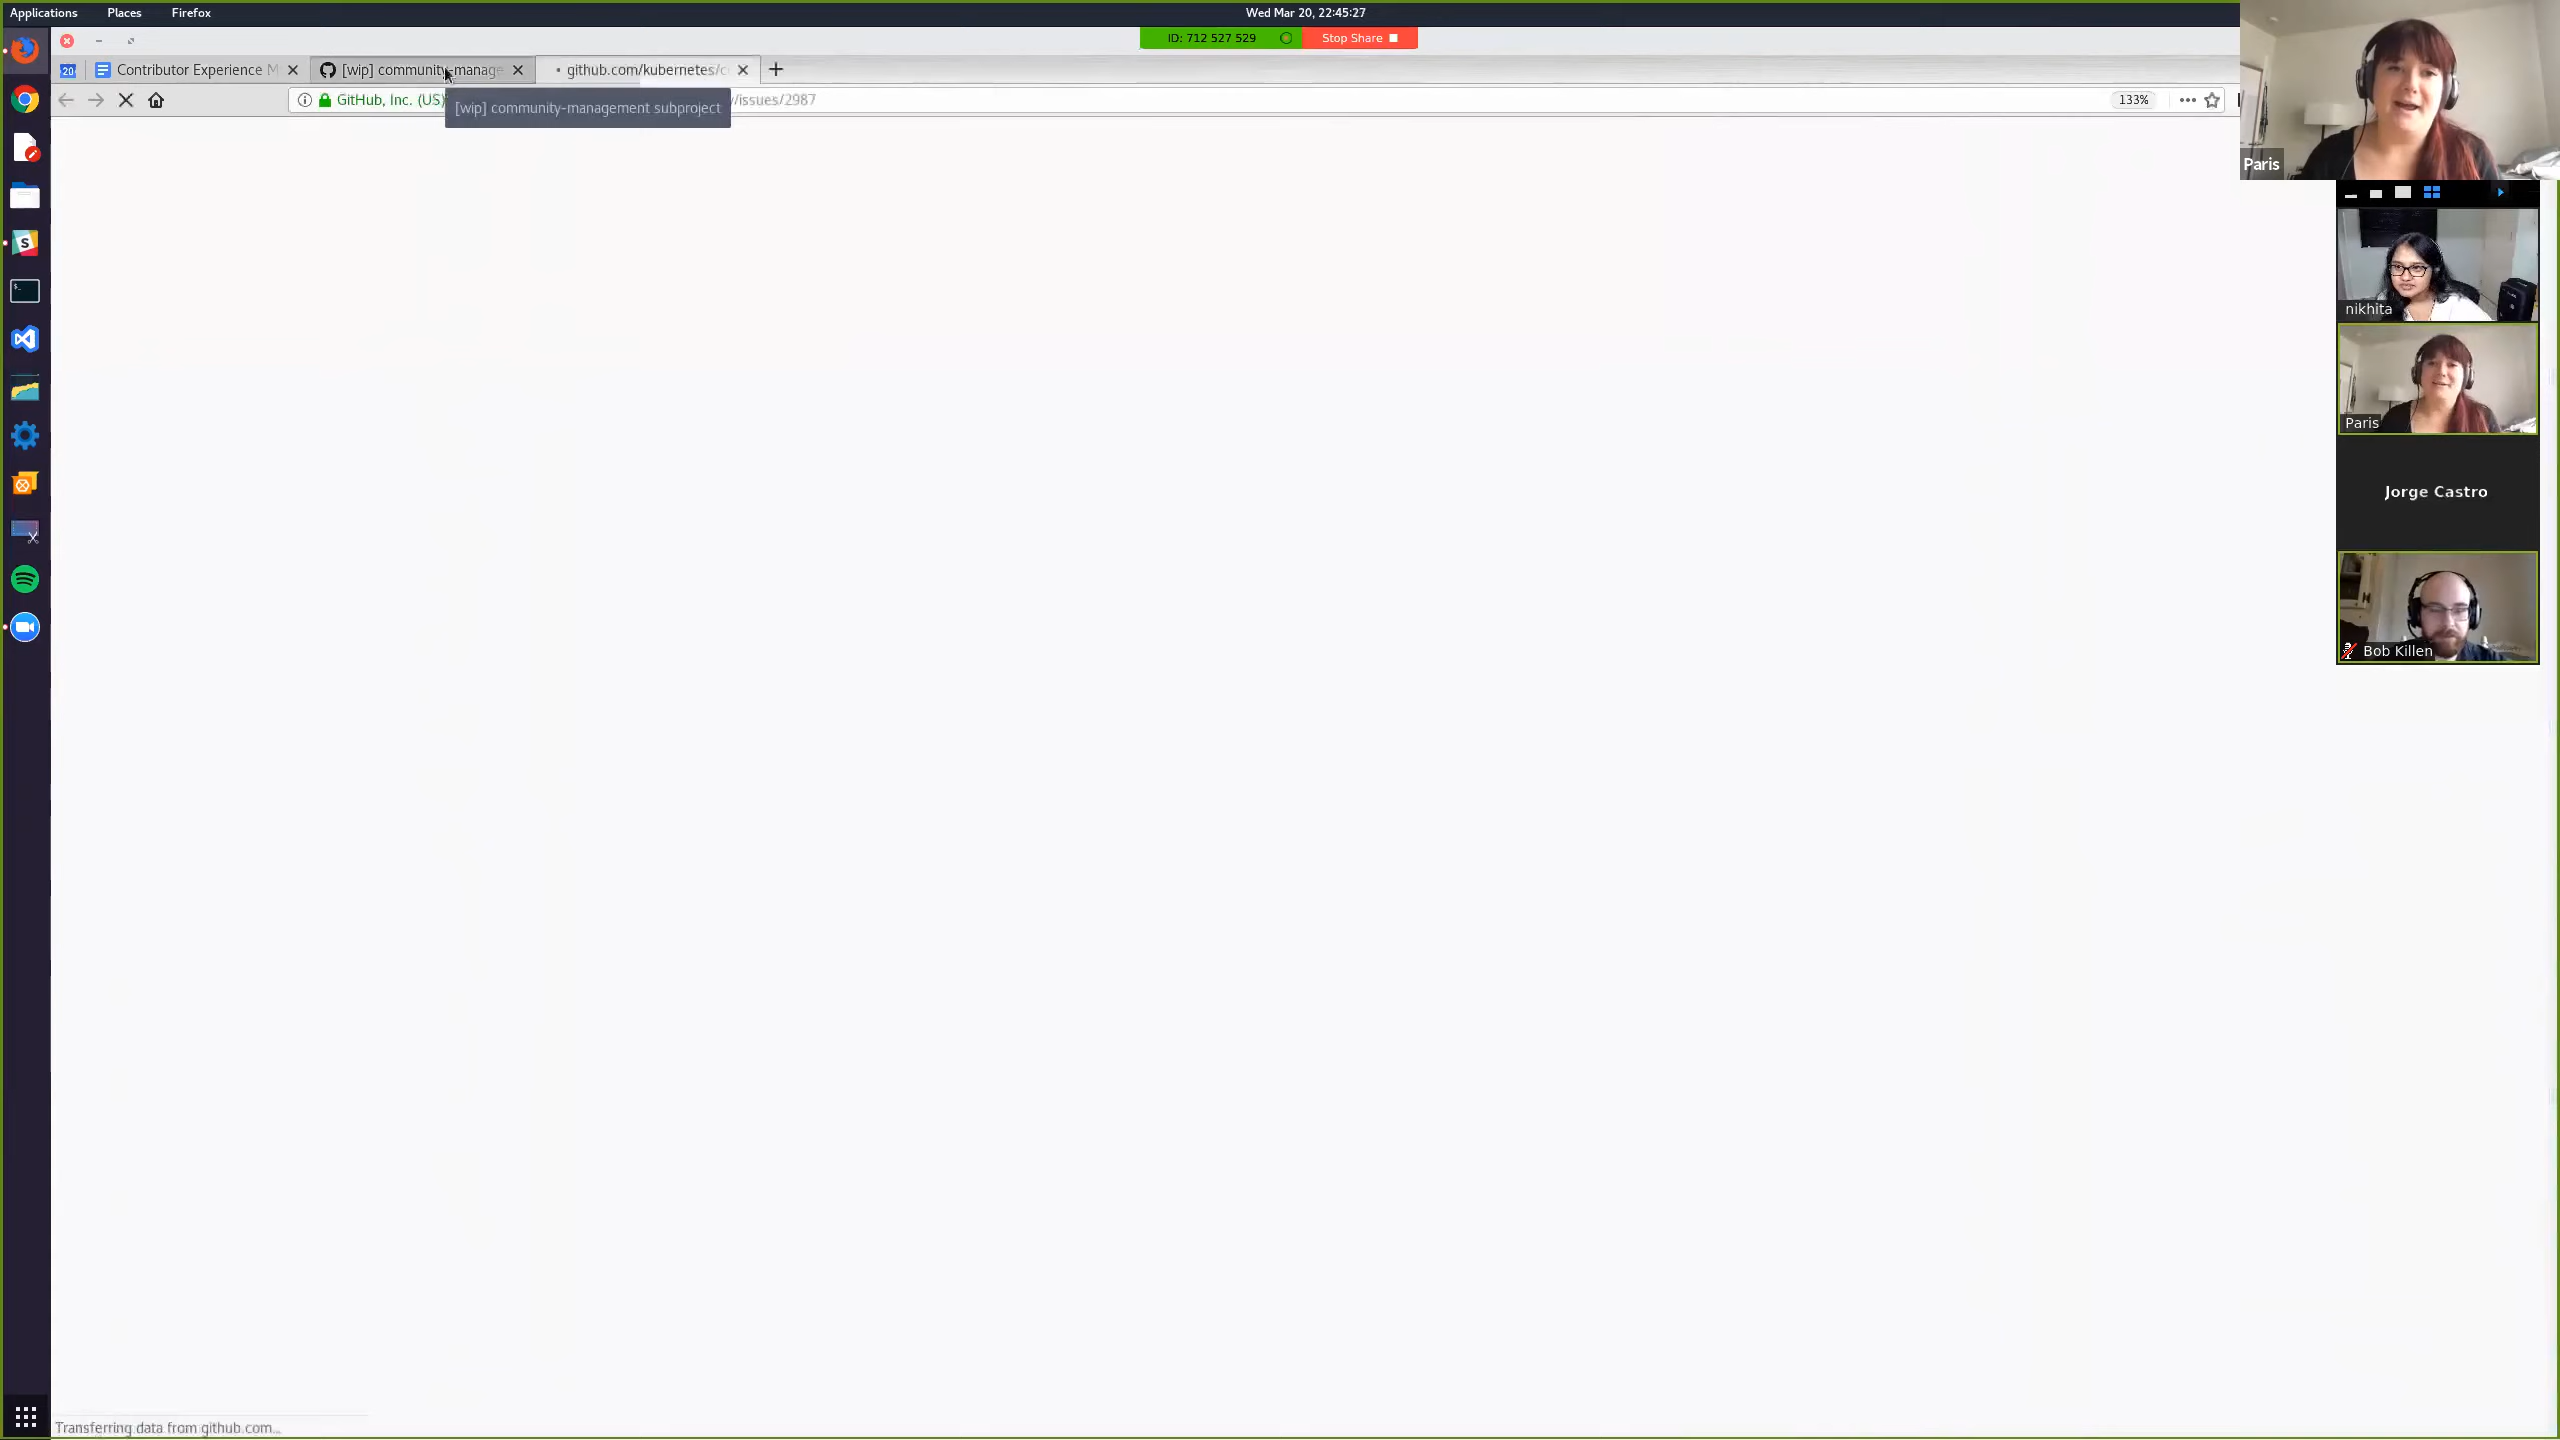 Applications Places Firefox
Wed Mar 20, 22:45:27
ID: 712 527 529 Stop Share
20 Contributor Experience M
[wip] community-manage
github.com/kubernetes/c
GitHub, Inc. (US)
/issues/2987
133%
[wip] community-management subproject
Paris
nikhita
Paris
Jorge Castro
Bob Killen
Transferring data from github.com...